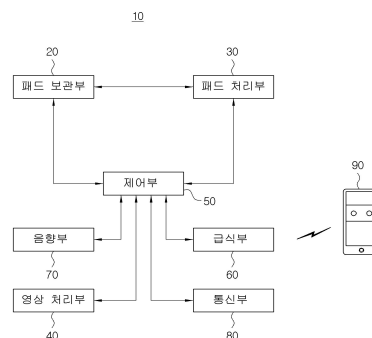 10
20
30
패드 보관부
패드 처리부
90
제어부
50
음향부
급식부
70
60
영상 처리부
통신부
40
80